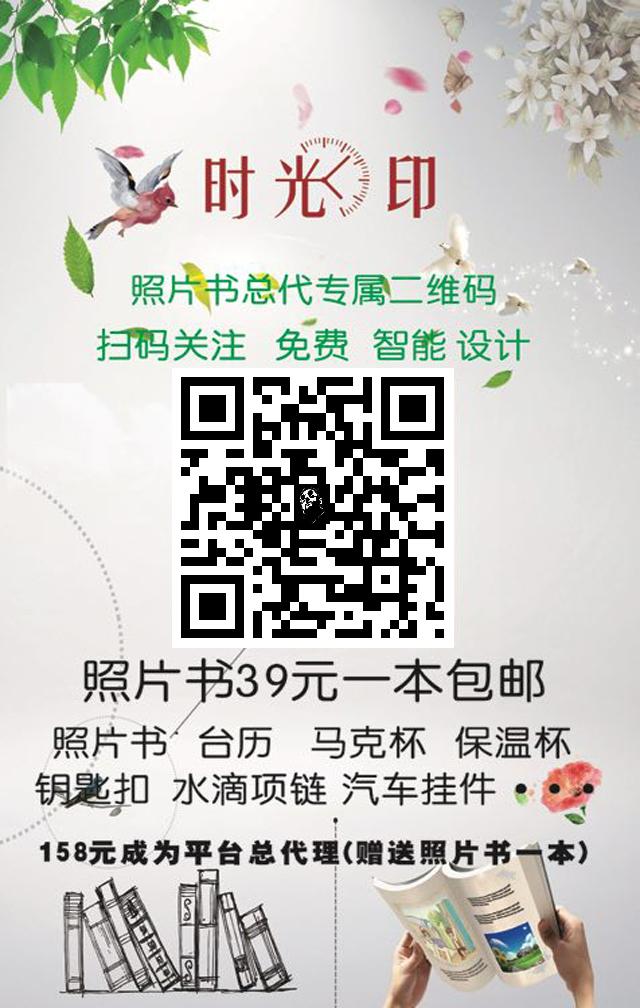 时光印
照片书总代专属二维码
扫码关注 免费 智能 设计
照片书39元一本包邮
照片书 台历 马克杯 保温杯
钥匙扣 水滴项链 汽车挂件
158元成为平台总代理(赠送照片书一本)